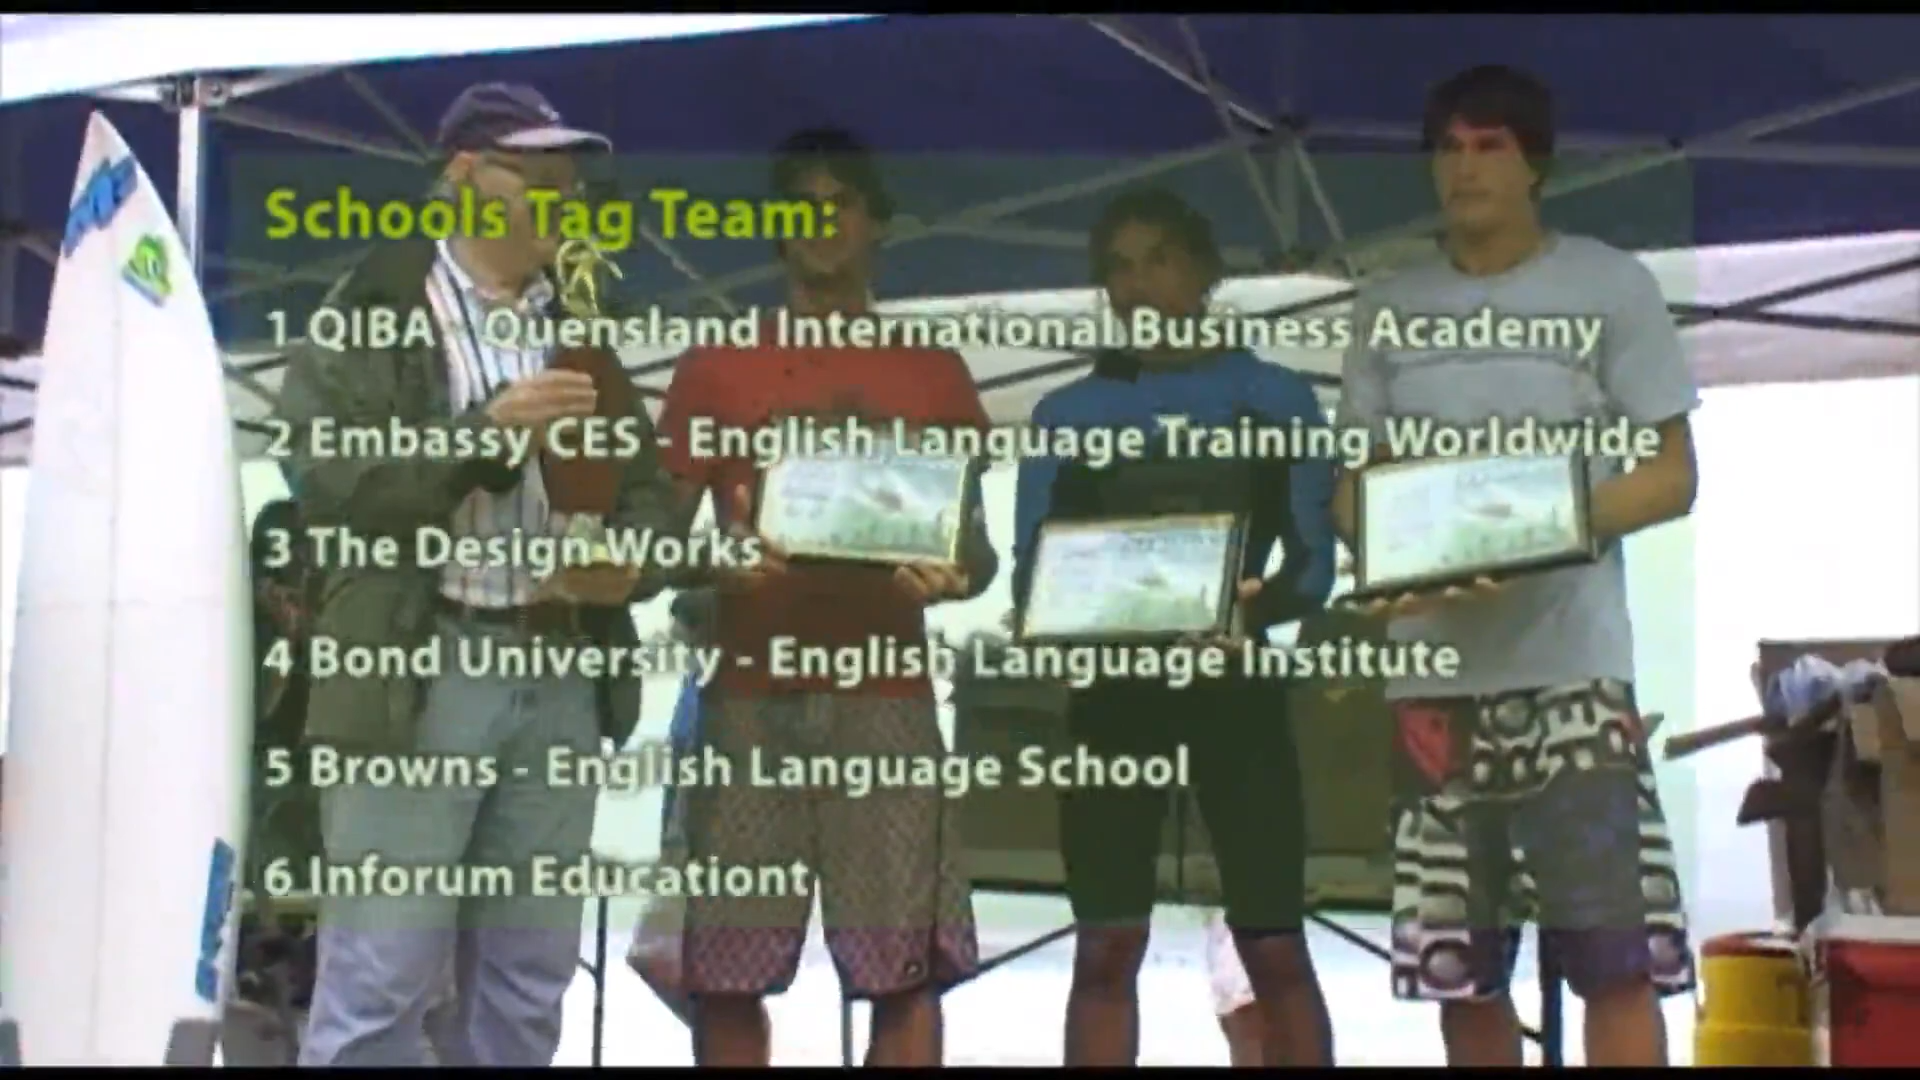 Schools Tag Team:
1 QIBA - Quensland International Business Academy
2 Embassy CES - English Language Training Worldwide
3 The Design Works
4 Bond University - English Language Institute
5 Browns - English Language School
6 Inforum Educationt